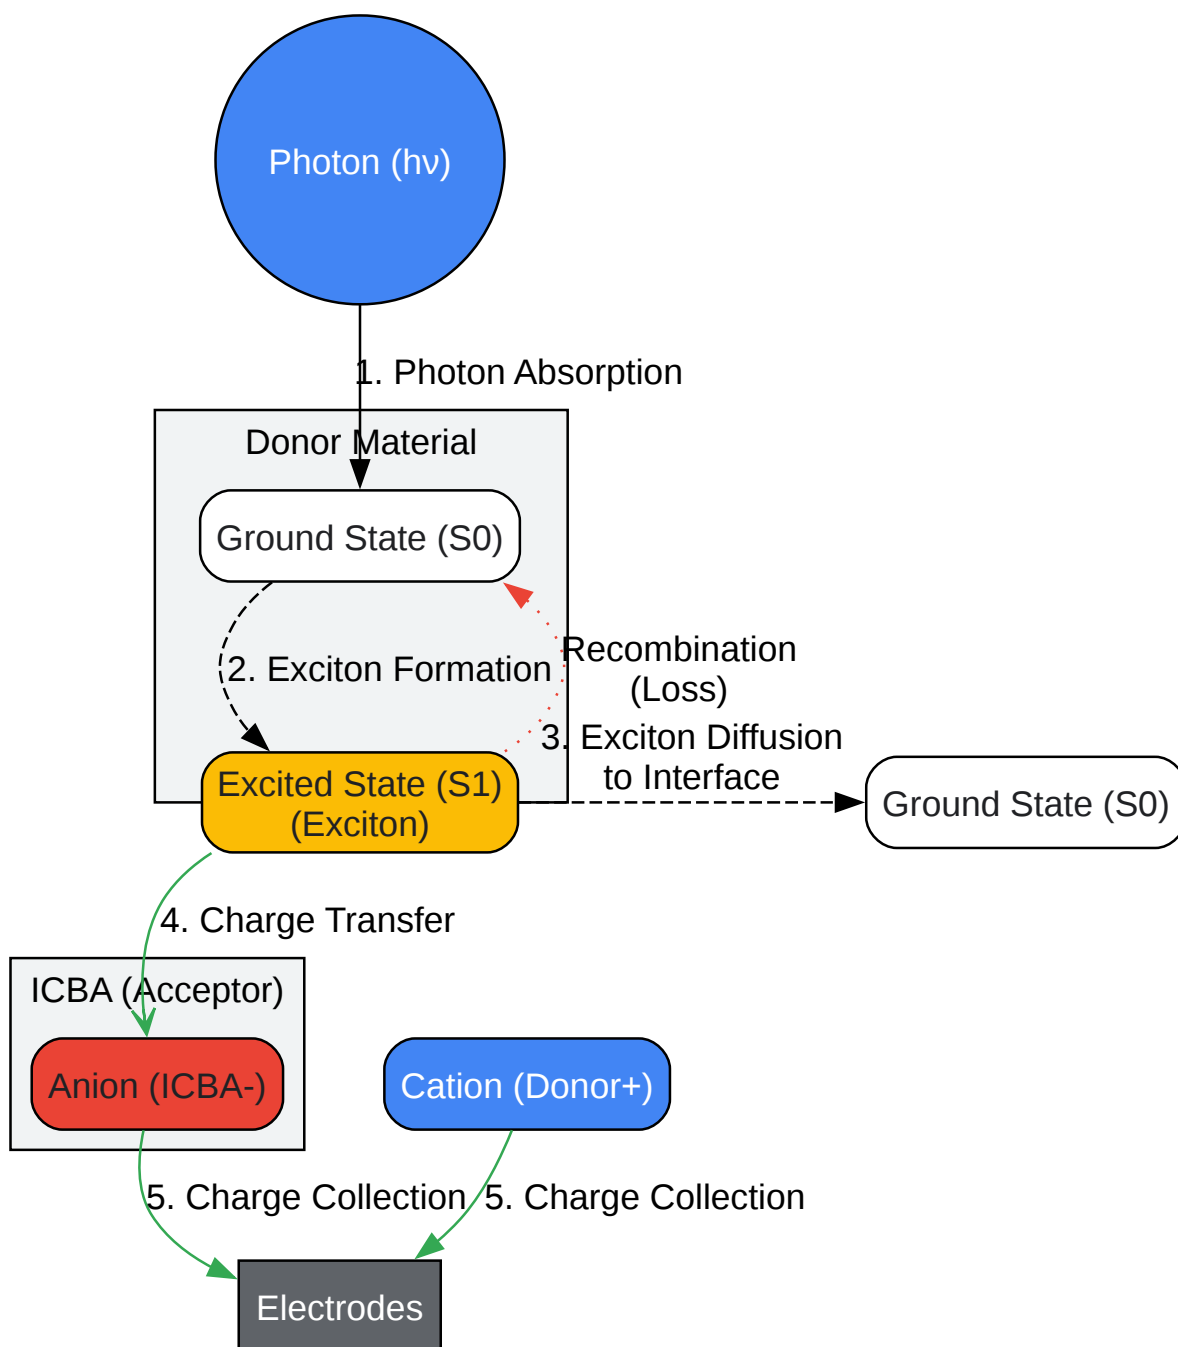 Photon (hν)
1. Photon Absorption
Donor Material
Ground State (S0)
2. Exciton Formation
Recombination
(Loss)
3. Exciton Diffusion
to Interface
Excited State (S1)
(Exciton)
Ground State (S0)
4. Charge Transfer
ICBA (Acceptor)
Anion (ICBA-)
Cation (Donor+)
5. Charge Collection
5. Charge Collection
Electrodes